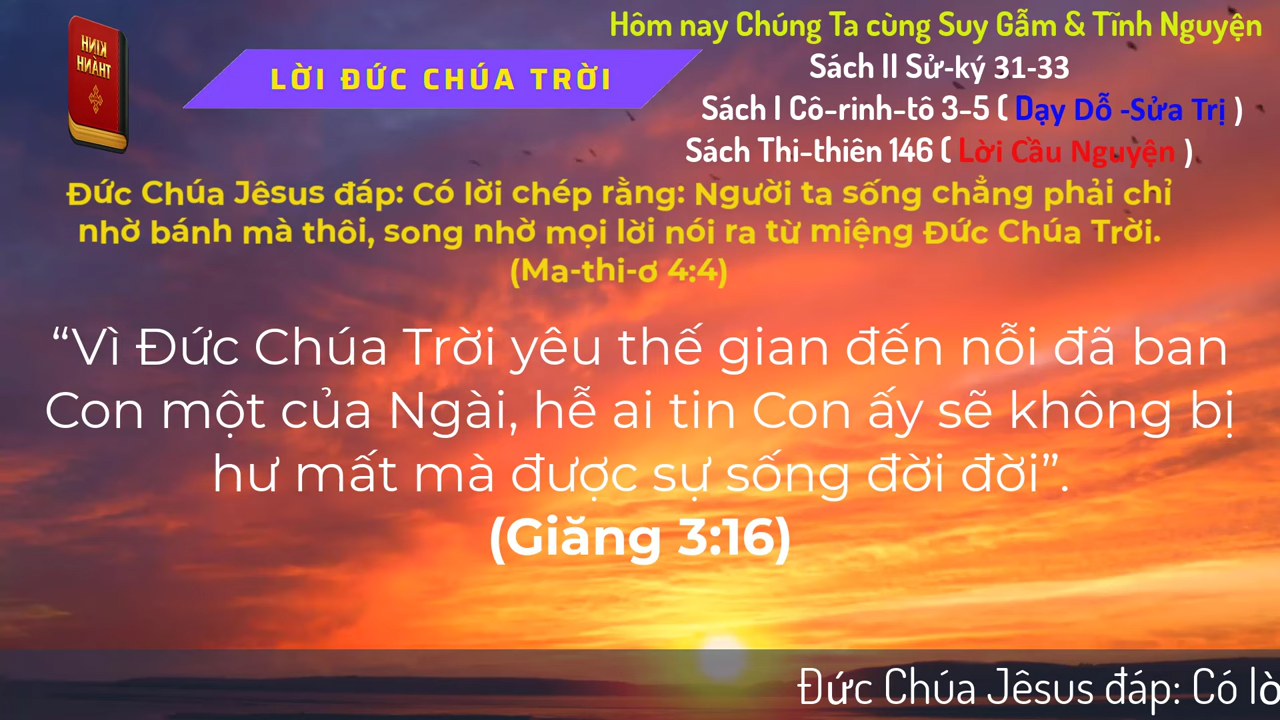 Hôm nay Chúng Ta cùng Suy Gẫm & Tĩnh Nguyện
Sách II Sử-ký 31-33
Sách I Cô-rinh-tô 3-5 ( Dạy Dỗ -Sửa Trị )
Sách Thi-thiên 146 ( Lời Cầu Nguyện )
KINH
THÁNH
LỜI ĐỨC CHÚA TRỜI
Đức Chúa Jêsus đáp: Có lời chép rằng: Người ta sống chẳng phải chỉ
nhờ bánh mà thôi, song nhờ mọi lời nói ra từ miệng Đức Chúa Trời.
(Ma-thi-ơ 4:4)
“Vì Đức Chúa Trời yêu thế gian đến nỗi đã ban
Con một của Ngài, hễ ai tin Con ấy sẽ không bị
hư mất mà được sự sống đời đời”.
(Giăng 3:16)
Đức Chúa Jêsus đáp: Có lờ